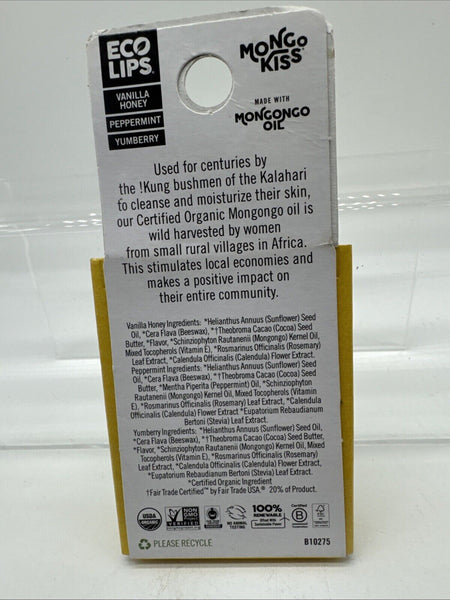 ECO
LIPS
VANILLA
HONEY
PEPPERMINT
YUMBERRY
MONGO
KISS
MADE WITH
MONGONGO
OIL
Used for centuries by
the !Kung bushmen of the Kalahari
to cleanse and moisturize their skin,
our Certified Organic Mongongo oil is
wild harvested by women
from small rural villages in Africa.
This stimulates local economies and
makes a positive impact on
their entire community.
Vanilla Honey Ingredients: *Helianthus Annuus (Sunflower) Seed
Oil, *Cera Flava (Beeswax), *†Theobroma Cacao (Cocoa) Seed
Butter, *Flavor, *Schinziophyton Rautanenii (Mongongo) Kernel Oil,
Mixed Tocopherols (Vitamin E), *Rosmarinus Officinalis (Rosemary)
Leaf Extract, *Calendula Officinalis (Calendula) Flower Extract.
Peppermint Ingredients: *Helianthus Annuus (Sunflower) Seed
Oil, *Cera Flava (Beeswax), *†Theobroma Cacao (Cocoa) Seed
Butter, *Mentha Piperita (Peppermint) Oil, *Schinziophyton
Rautanenii (Mongongo) Kernel Oil, Mixed Tocopherols (Vitamin
E), *Rosmarinus Officinalis (Rosemary) Leaf Extract, *Calendula
Officinalis (Calendula) Flower Extract *Eupatorium Rebaudianum
Bertoni (Stevia) Leaf Extract.
Yumberry Ingredients: *Helianthus Annuus (Sunflower) Seed Oil,
*Cera Flava (Beeswax), *†Theobroma Cacao (Cocoa) Seed Butter,
*Flavor, *Schinziophyton Rautanenii (Mongongo) Kernel Oil, Mixed
Tocopherols (Vitamin E), *Rosmarinus Officinalis (Rosemary)
Leaf Extract, *Calendula Officinalis (Calendula) Flower Extract,
*Eupatorium Rebaudianum Bertoni (Stevia) Leaf Extract.
*Certified Organic Ingredient
†Fair Trade Certified™ by Fair Trade USA.® 20% of Product.
USDA
ORGANIC
NON
GMO
VERIFIED
NO ANIMAL
TESTING
100%
RENEWABLE
Certified
B
FSC
PLEASE RECYCLE
B10275